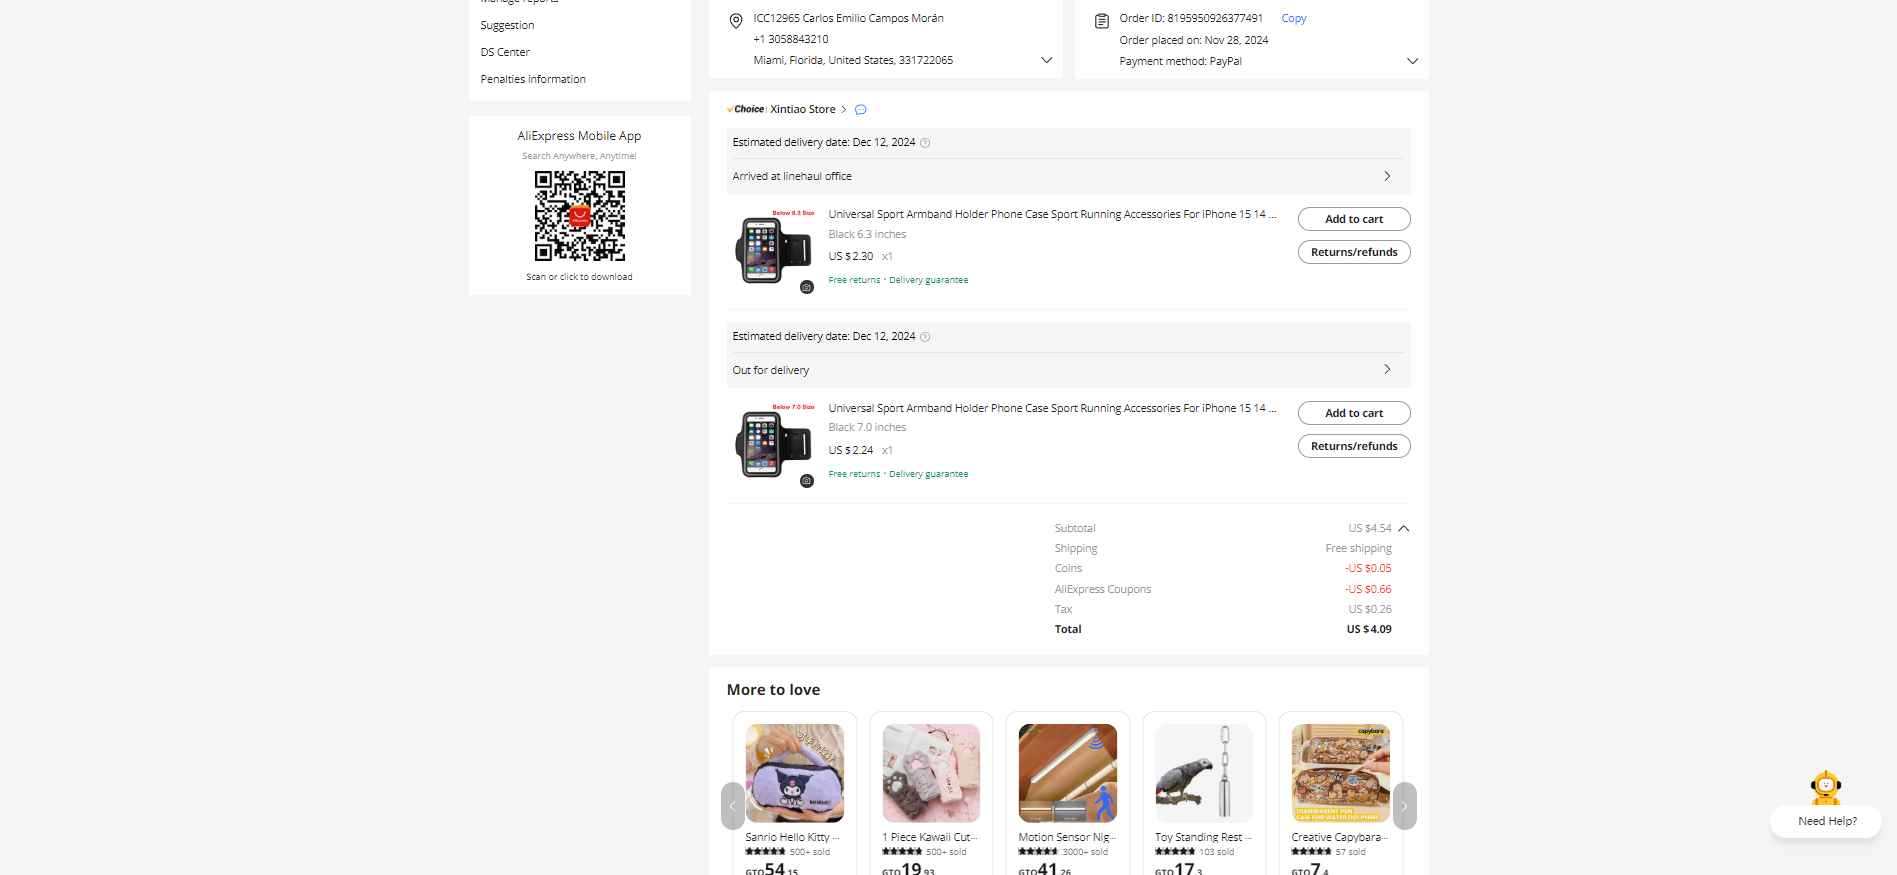 Manage reports
Suggestion
DS Center
Penalties information
AliExpress Mobile App
Search Anywhere, Anytime!
AliExpress
Scan or click to download
ICC12965 Carlos Emilio Campos Morán
+1 3058843210
Miami, Florida, United States, 331722065
Order ID: 8195950926377491 Copy
Order placed on: Nov 28, 2024
Payment method: PayPal
Choice Xintiao Store
Estimated delivery date: Dec 12, 2024
Arrived at linehaul office
Below 6.3 Size
Universal Sport Armband Holder Phone Case Sport Running Accessories For iPhone 15 14 ...
Black 6.3 inches
US $2.30 x1
Free returns · Delivery guarantee
Add to cart
Returns/refunds
Estimated delivery date: Dec 12, 2024
Out for delivery
Below 7.0 Size
Universal Sport Armband Holder Phone Case Sport Running Accessories For iPhone 15 14 ...
Black 7.0 inches
US $2.24 x1
Free returns · Delivery guarantee
Add to cart
Returns/refunds
Subtotal US $4.54
Shipping Free shipping
Coins -US $0.05
AliExpress Coupons -US $0.66
Tax US $0.26
Total US $4.09
More to love
Sanrio Hello Kitty ...
500+ sold
GTQ54.15
1 Piece Kawaii Cut...
500+ sold
GTQ19.93
Motion Sensor Nig...
3000+ sold
GTQ41.26
Toy Standing Rest ...
103 sold
GTQ17.3
capybara
TRANSPARENT PEN
CASE FOR WATER DOLPHINS
Creative Capybara...
57 sold
GTQ7.4
Need Help?